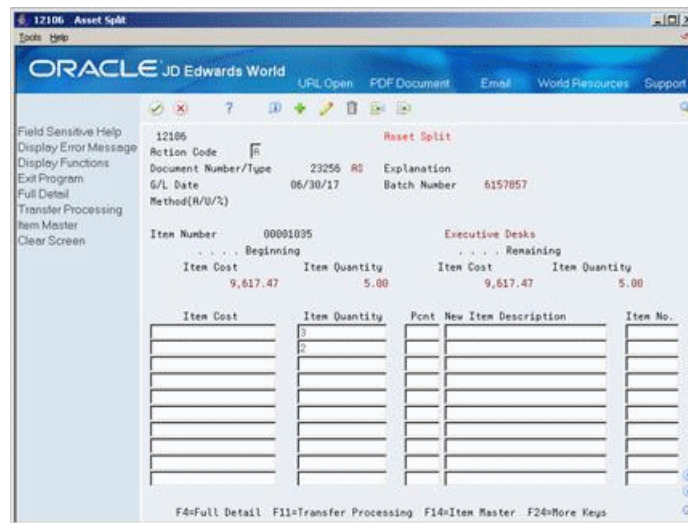 12106 Asset Split
Tools Help
ORACLE JD Edwards World
URL Open PDF Document Email World Resources Support
Field Sensitive Help
Display Error Message
Display Functions
Exit Program
Full Detail
Transfer Processing
Item Master
Clear Screen
12106 Asset Split
Action Code A
Document Number/Type 23256 AS Explanation
G/L Date 06/30/17 Batch Number 6157057
Method(A/U/%)
Item Number 00001035 Executive Desks
. . . . Beginning . . . . Remaining
Item Cost Item Quantity Item Cost Item Quantity
9,617.47 5.00 9,617.47 5.00
Item Cost Item Quantity Pcnt New Item Description Item No.
3
2
F4=Full Detail F11=Transfer Processing F14=Item Master F24=More Keys